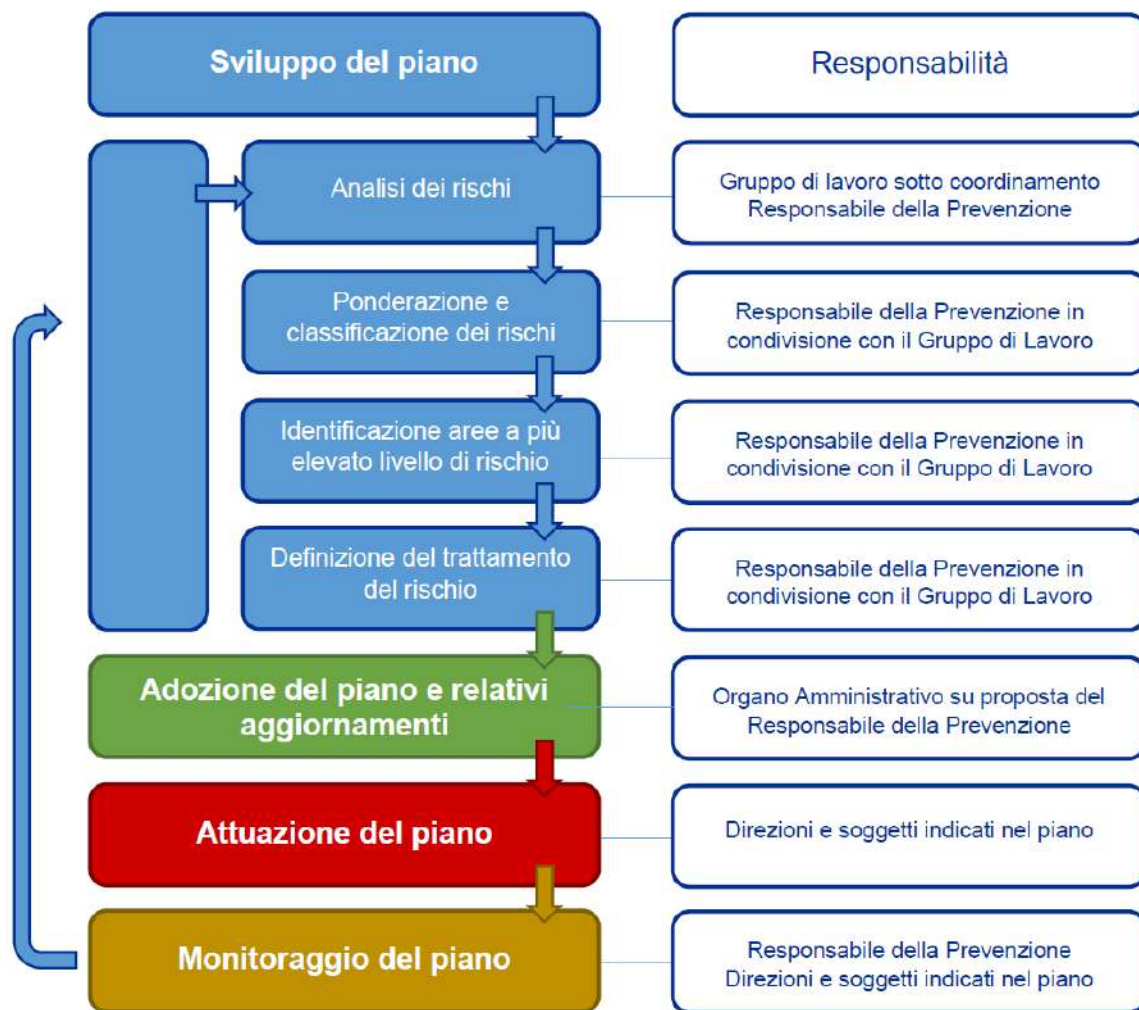 Sviluppo del piano
Responsabilità
Analisi dei rischi
Gruppo di lavoro sotto coordinamento
Responsabile della Prevenzione
Ponderazione e
classificazione dei rischi
Responsabile della Prevenzione in
condivisione con il Gruppo di Lavoro
Identificazione aree a più
elevato livello di rischio
Responsabile della Prevenzione in
condivisione con il Gruppo di Lavoro
Definizione del trattamento
del rischio
Responsabile della Prevenzione in
condivisione con il Gruppo di Lavoro
Adozione del piano e relativi
aggiornamenti
Organo Amministrativo su proposta del
Responsabile della Prevenzione
Attuazione del piano
Direzioni e soggetti indicati nel piano
Monitoraggio del piano
Responsabile della Prevenzione
Direzioni e soggetti indicati nel piano